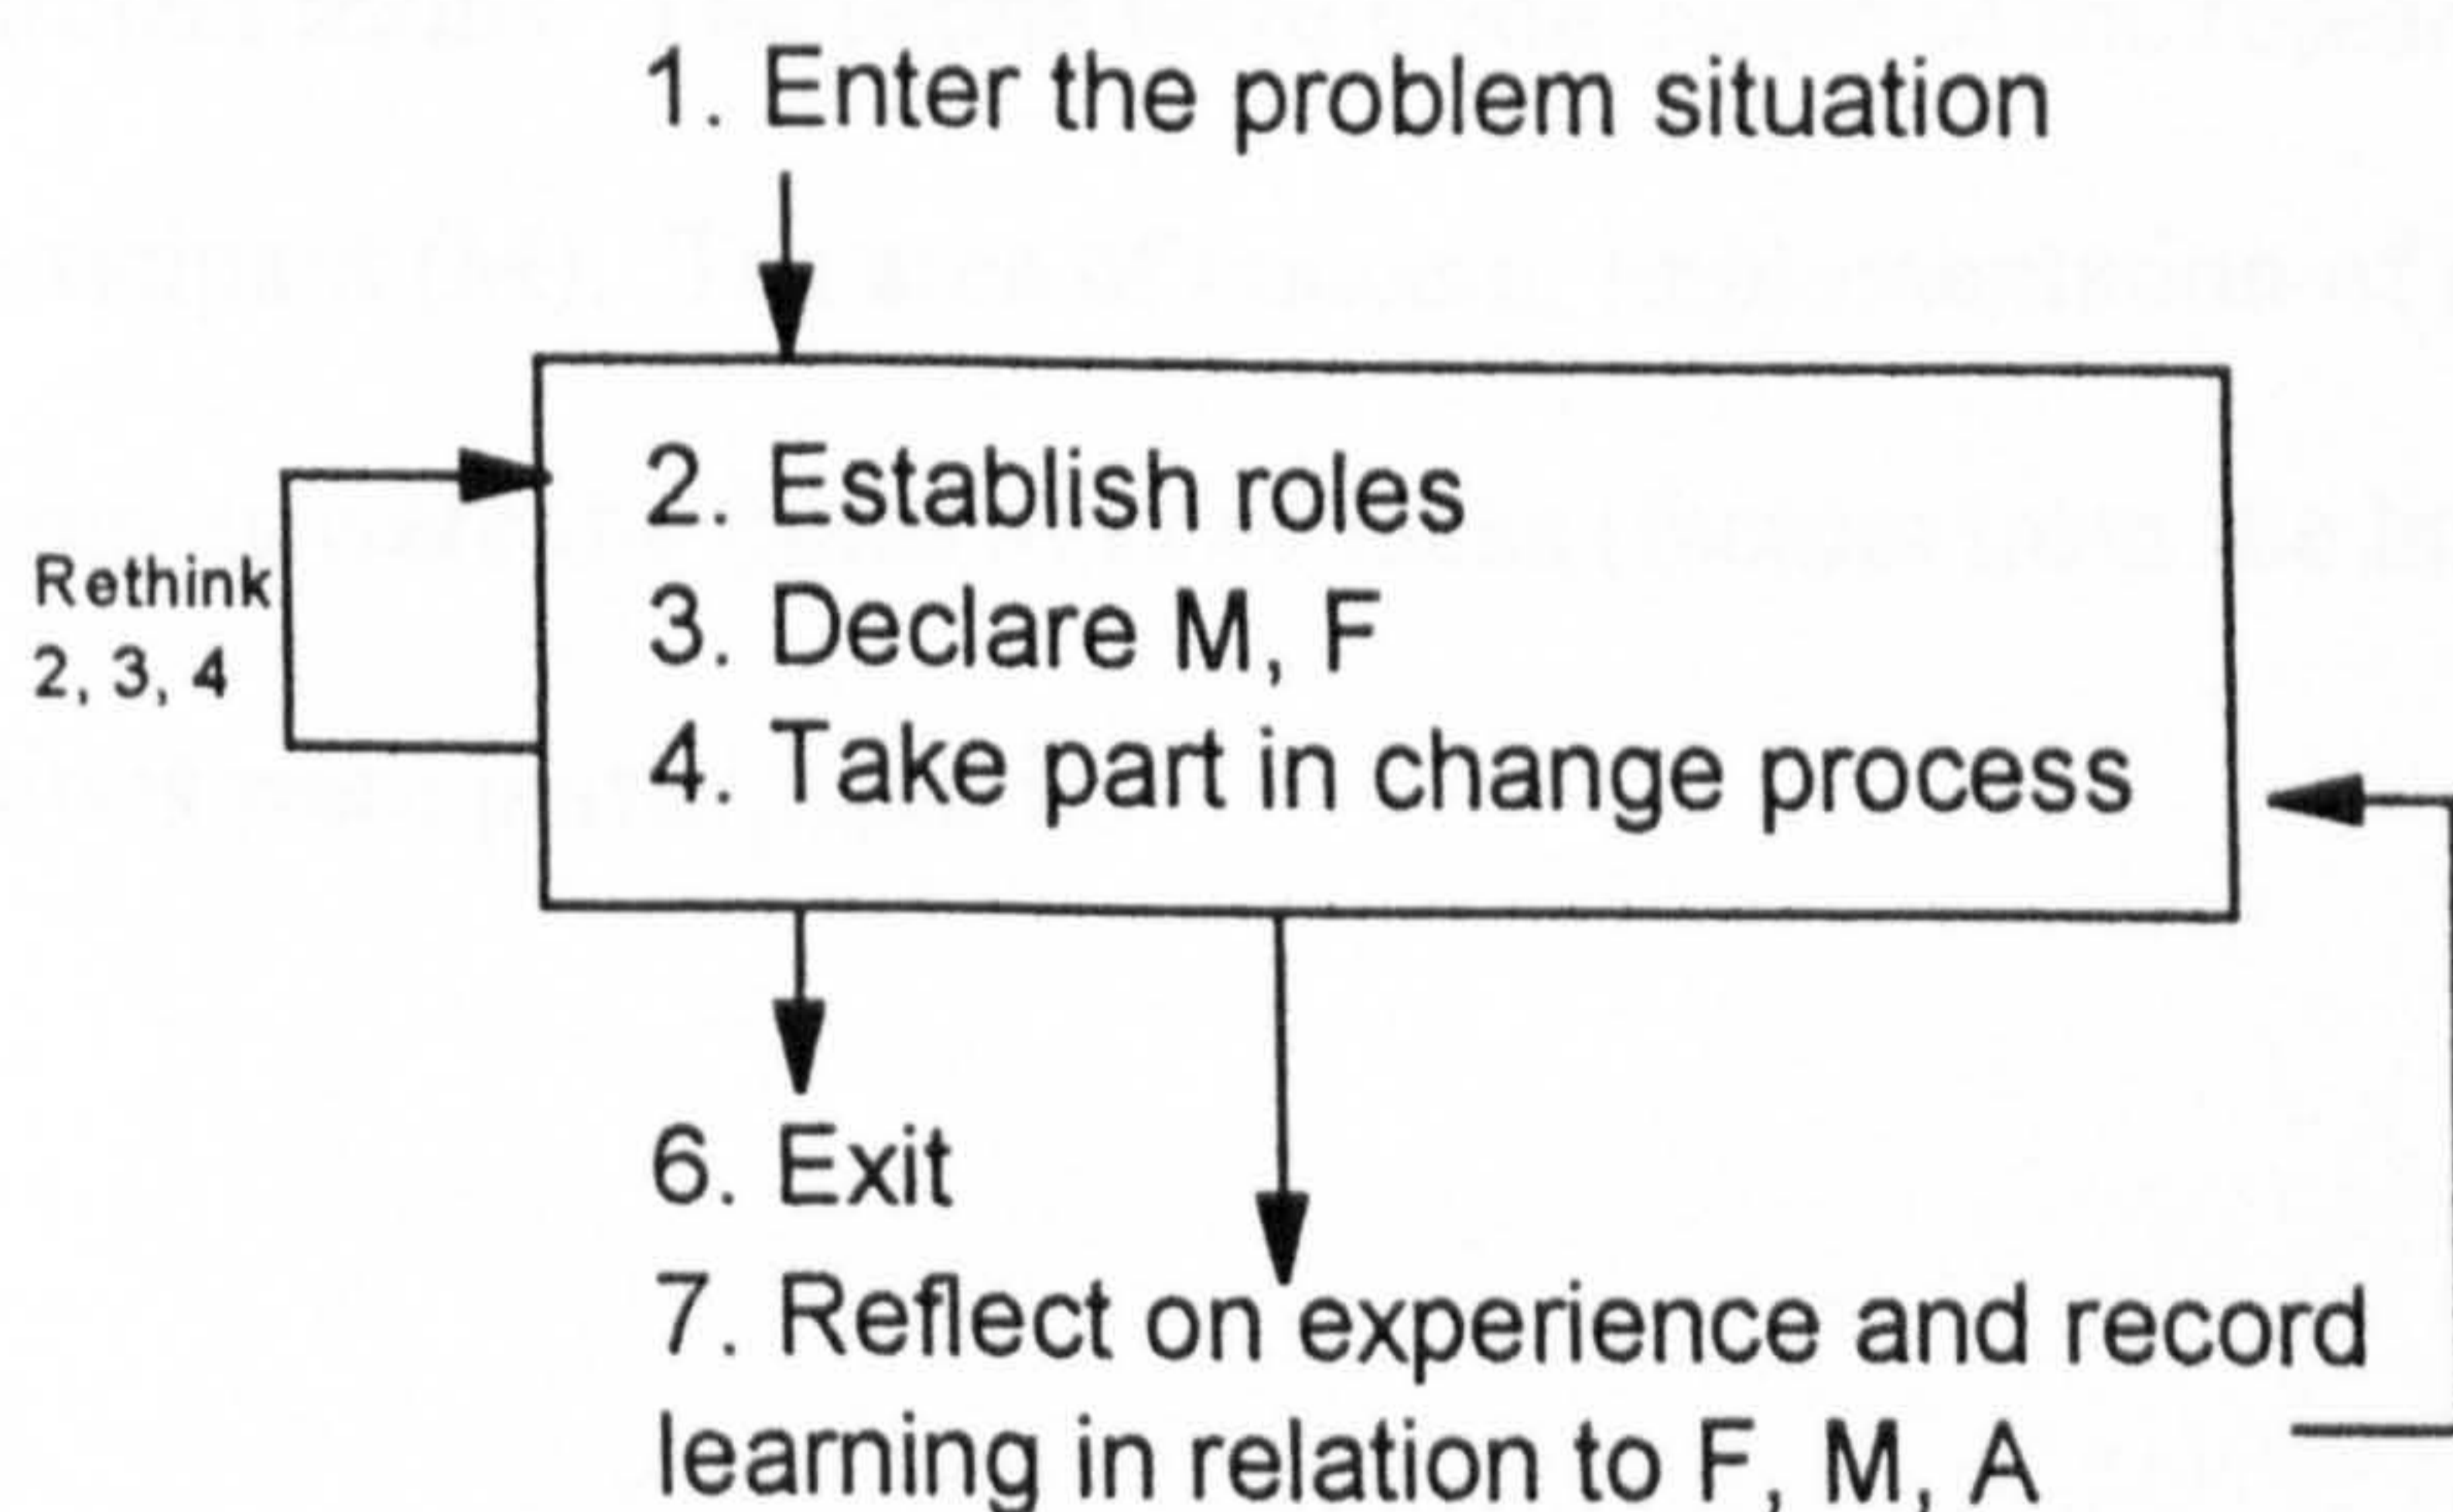 1. Enter the problem situation
2. Establish roles
3. Declare M, F
4. Take part in change process
Rethink
2, 3, 4
6. Exit
7. Reflect on experience and record
learning in relation to F, M, A